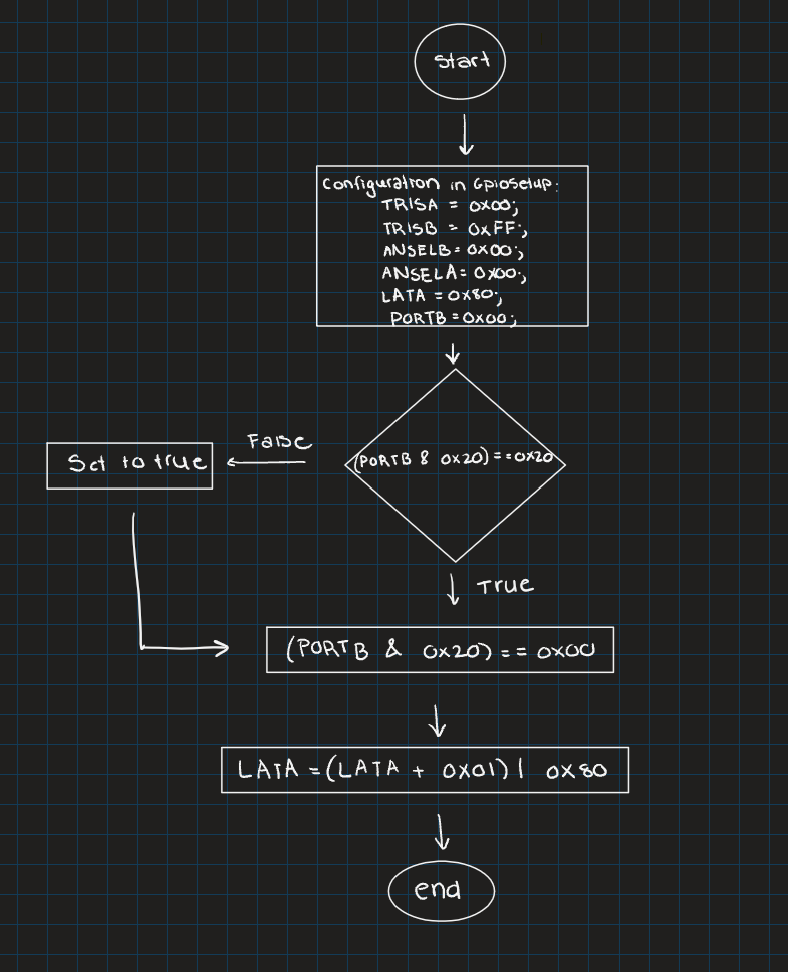 Start
Configuration in Gpiosetup:
TRISA = 0x00;
TRISB = 0xFF;
ANSELB = 0x00;
ANSELA = 0x00;
LATA = 0x80;
PORTB = 0x00;
(PORTB & 0x20) == 0x20
False
Set to true
True
(PORTB & 0x20) == 0x00
LATA = (LATA + 0x01) | 0x80
end